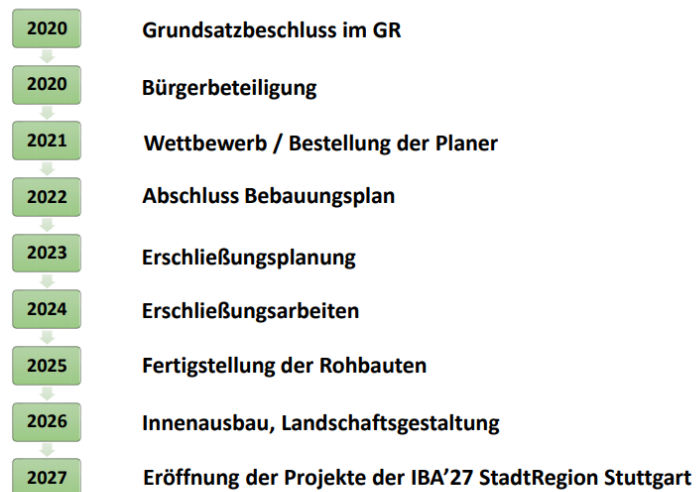 2020 Grundsatzbeschluss im GR
2020 Bürgerbeteiligung
2021 Wettbewerb / Bestellung der Planer
2022 Abschluss Bebauungsplan
2023 Erschließungsplanung
2024 Erschließungsarbeiten
2025 Fertigstellung der Rohbauten
2026 Innenausbau, Landschaftsgestaltung
2027 Eröffnung der Projekte der IBA’27 StadtRegion Stuttgart